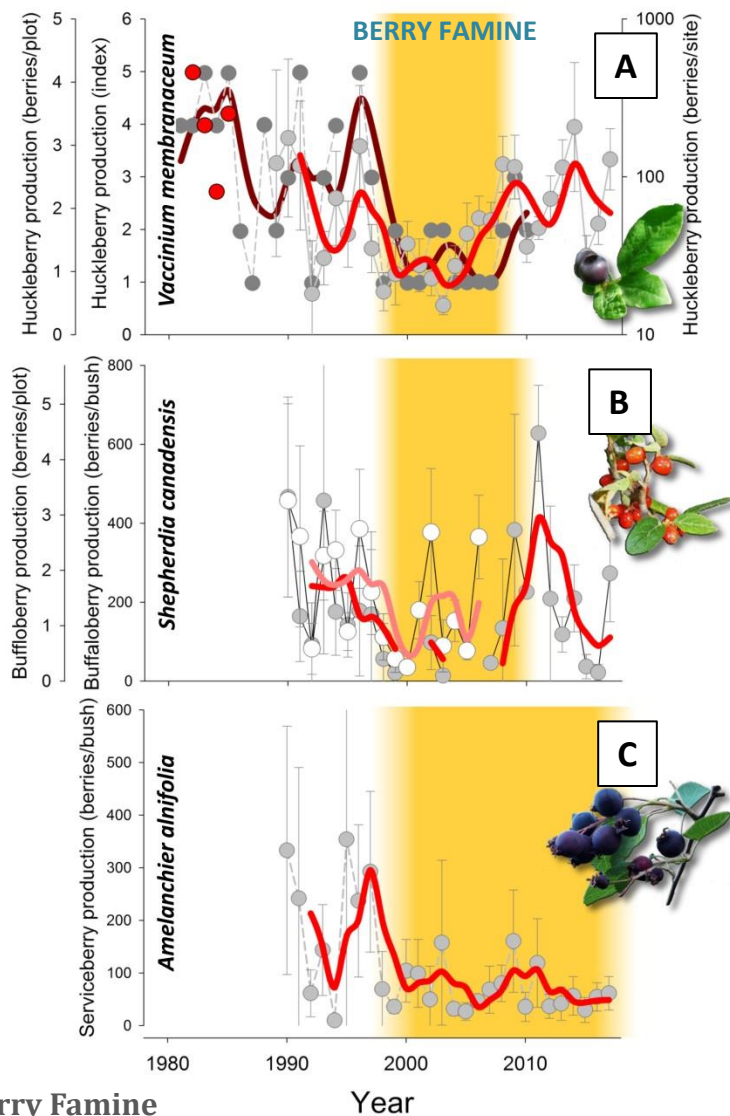 BERRY FAMINE
A
Vaccinium membranaceum
Huckleberry production (berries/plot)
0
1
2
3
4
5
Huckleberry production (index)
0
1
2
3
4
5
6
Huckleberry production (berries/site)
10
100
1000
B
Shepherdia canadensis
Buffloberry production (berries/plot)
0
1
2
3
4
5
Buffaloberry production (berries/bush)
0
200
400
600
800
C
Amelanchier alnifolia
Serviceberry production (berries/bush)
0
100
200
300
400
500
600
1980 1990 2000 2010
Year
rry Famine